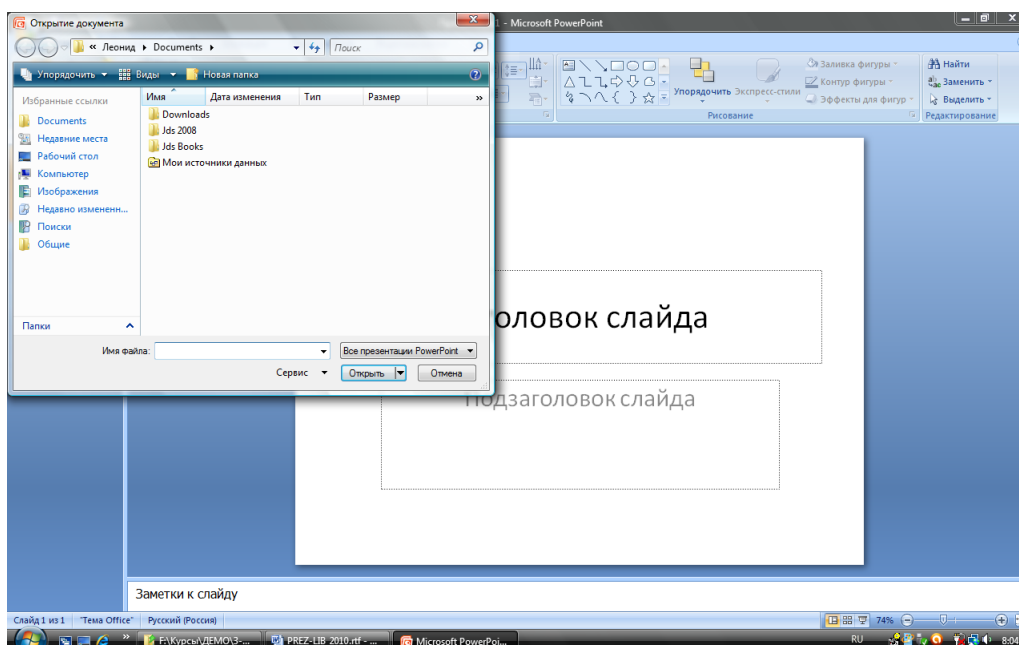 Открытие документа
1 - Microsoft PowerPoint
« Леонид Documents
Поиск
Упорядочить Виды Новая папка
Избранные ссылки
Documents
Недавние места
Рабочий стол
Компьютер
Изображения
Недавно измененн...
Поиски
Общие
Папки
Имя Дата изменения Тип Размер »
Downloads
Jds 2008
Jds Books
Мои источники данных
Имя файла:
Все презентации PowerPoint
Сервис Открыть Отмена
Упорядочить Экспресс-стили
Заливка фигуры
Контур фигуры
Эффекты для фигур
Рисование
Найти
Заменить
Выделить
Редактирование
оловок слайда
Подзаголовок слайда
Заметки к слайду
Слайд 1 из 1 "Тема Office" Русский (Россия) 74%
» F:\Курсы\ДЕМО\3-... PREZ-LIB 2010.rtf - ... Microsoft PowerPoi... RU 8:04